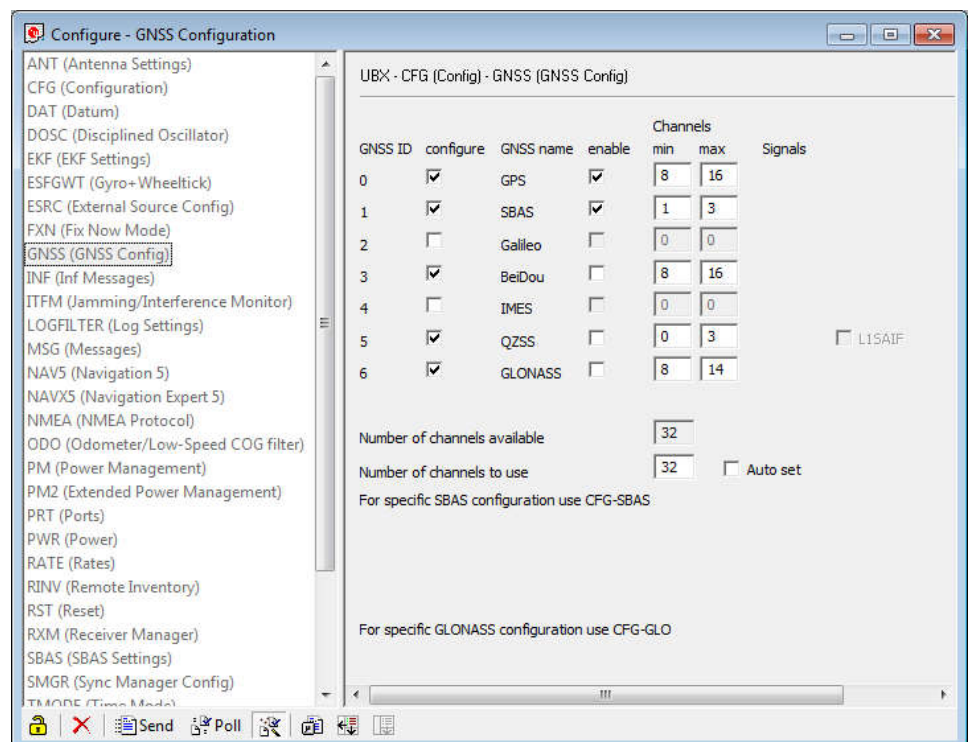 Configure - GNSS Configuration
ANT (Antenna Settings)
CFG (Configuration)
DAT (Datum)
DOSC (Disciplined Oscillator)
EKF (EKF Settings)
ESFGWT (Gyro+Wheeltick)
ESRC (External Source Config)
FXN (Fix Now Mode)
GNSS (GNSS Config)
INF (Inf Messages)
ITFM (Jamming/Interference Monitor)
LOGFILTER (Log Settings)
MSG (Messages)
NAV5 (Navigation 5)
NAVX5 (Navigation Expert 5)
NMEA (NMEA Protocol)
ODO (Odometer/Low-Speed COG filter)
PM (Power Management)
PM2 (Extended Power Management)
PRT (Ports)
PWR (Power)
RATE (Rates)
RINV (Remote Inventory)
RST (Reset)
RXM (Receiver Manager)
SBAS (SBAS Settings)
SMGR (Sync Manager Config)
TMODE (Time Mode)
UBX - CFG (Config) - GNSS (GNSS Config)
Channels
GNSS ID configure GNSS name enable min max Signals
0 GPS 8 16
1 SBAS 1 3
2 Galileo 0 0
3 BeiDou 8 16
4 IMES 0 0
5 QZSS 0 3 L1SAIF
6 GLONASS 8 14
Number of channels available 32
Number of channels to use 32 Auto set
For specific SBAS configuration use CFG-SBAS
For specific GLONASS configuration use CFG-GLO
Send Poll